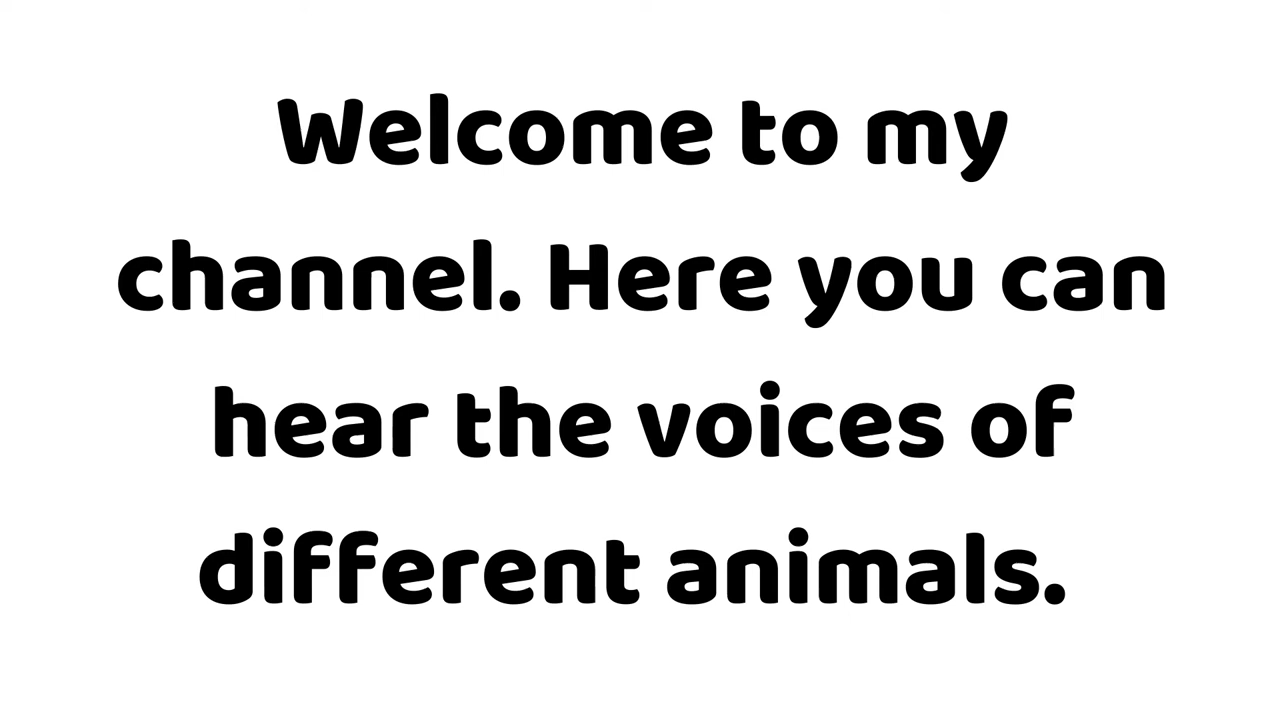 Welcome to my
channel. Here you can
hear the voices of
different animals.